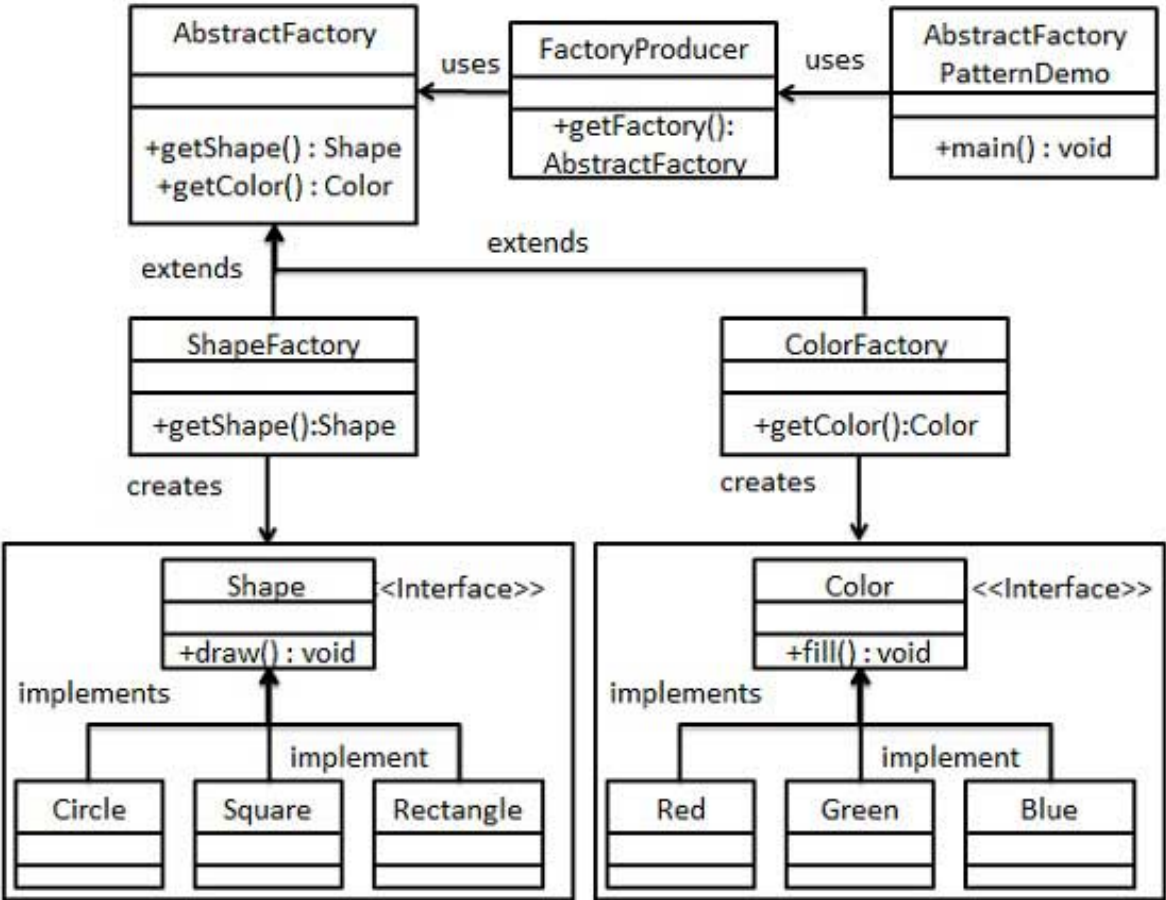 AbstractFactory
+getShape() : Shape
+getColor() : Color
uses
FactoryProducer
+getFactory():
AbstractFactory
uses
AbstractFactory
PatternDemo
+main() : void
extends
extends
ShapeFactory
+getShape():Shape
ColorFactory
+getColor():Color
creates
creates
Shape
<<Interface>>
+draw() : void
implements
implement
Circle
Square
Rectangle
Color
<<Interface>>
+fill() : void
implements
implement
Red
Green
Blue